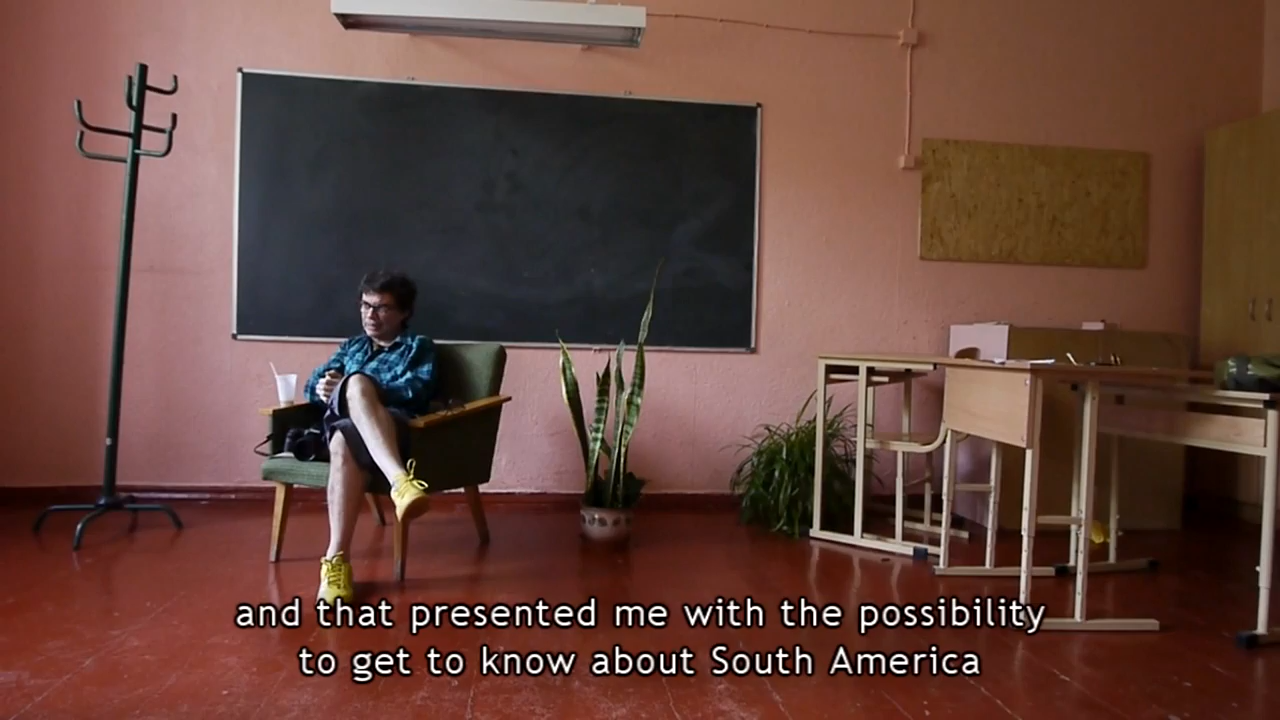 and that presented me with the possibility
to get to know about South America